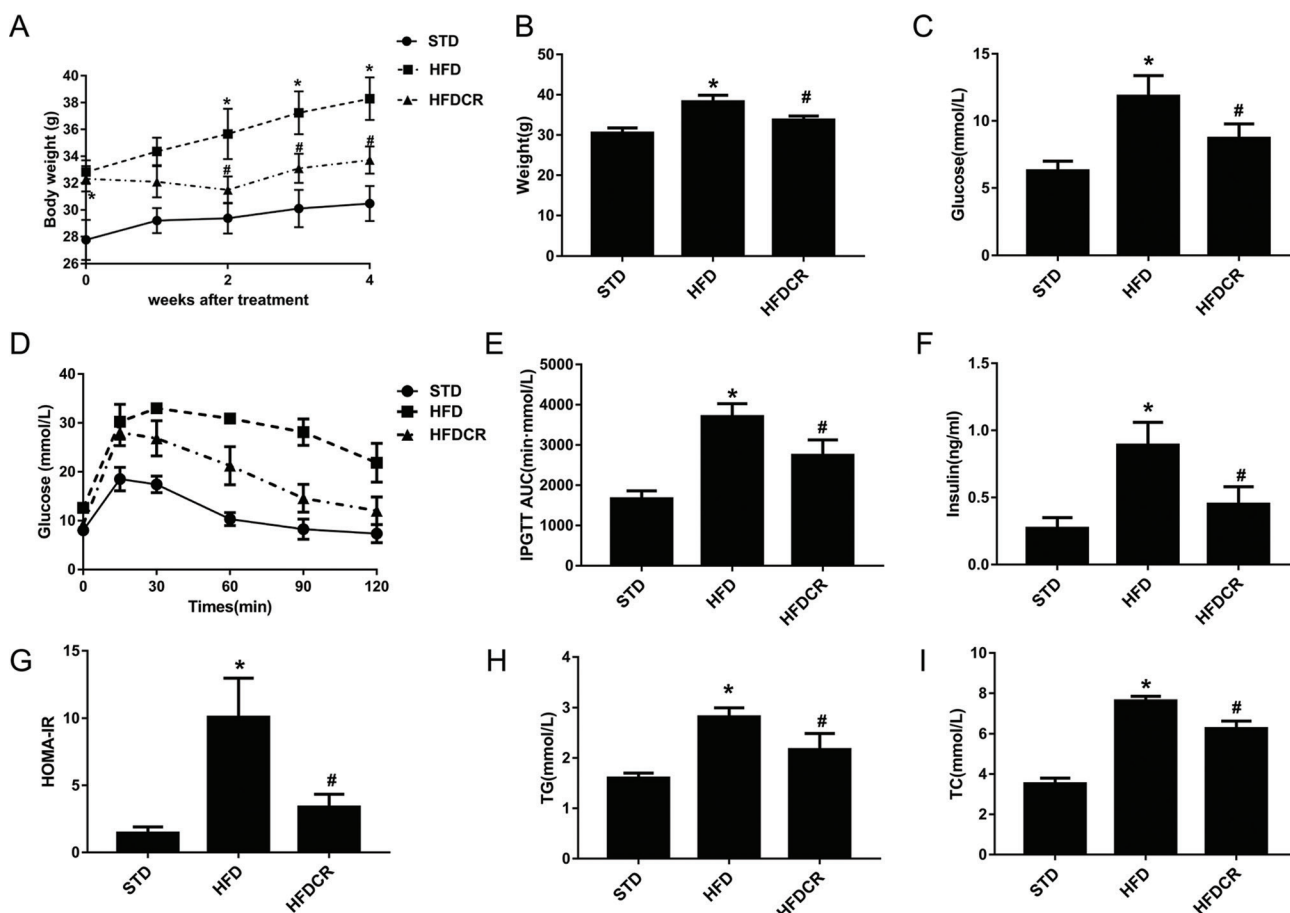 A
STD
HFD
HFDCR
Body weight (g)
40
38
36
34
32
30
28
26
* * *
# # #
*
0 2 4
weeks after treatment
B
Weight(g)
50
40
30
20
10
0
*
#
STD HFD HFDCR
C
Glucose(mmol/L)
15
10
5
0
*
#
STD HFD HFDCR
D
STD
HFD
HFDCR
Glucose (mmol/L)
40
30
20
10
0
0 30 60 90 120
Times(min)
E
IPGTT AUC(min·mmol/L)
5000
4000
3000
2000
1000
0
*
#
STD HFD HFDCR
F
Insulin(ng/ml)
1.5
1.0
0.5
0.0
*
#
STD HFD HFDCR
G
HOMA-IR
15
10
5
0
*
#
STD HFD HFDCR
H
TG(mmol/L)
4
3
2
1
0
*
#
STD HFD HFDCR
I
TC(mmol/L)
10
8
6
4
2
0
*
#
STD HFD HFDCR